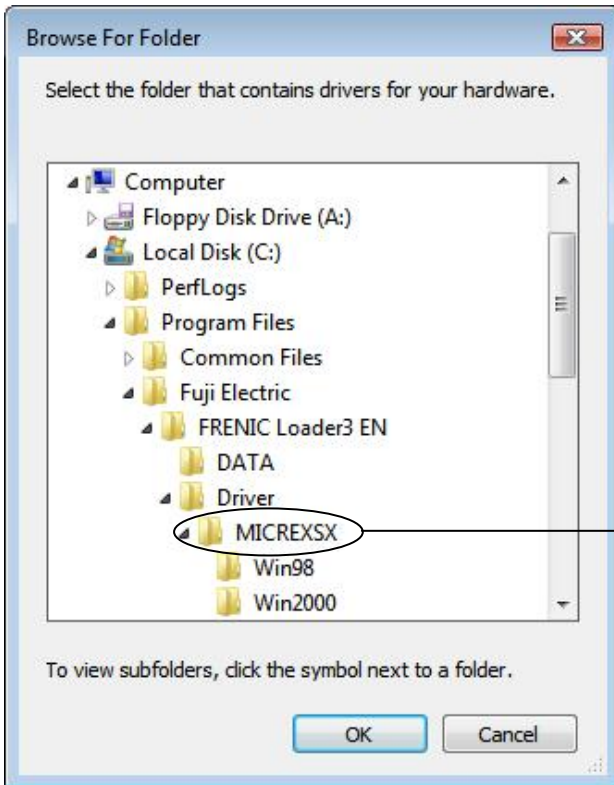 Browse For Folder
Select the folder that contains drivers for your hardware.
Computer
Floppy Disk Drive (A:)
Local Disk (C:)
PerfLogs
Program Files
Common Files
Fuji Electric
FRENIC Loader3 EN
DATA
Driver
MICREXSX
Win98
Win2000
To view subfolders, click the symbol next to a folder.
OK Cancel